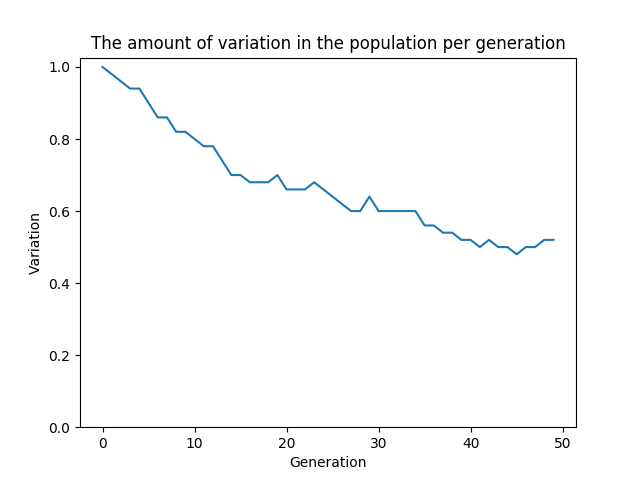 The amount of variation in the population per generation
1.0
0.8
0.6
0.4
0.2
0.0
Variation
0 10 20 30 40 50
Generation